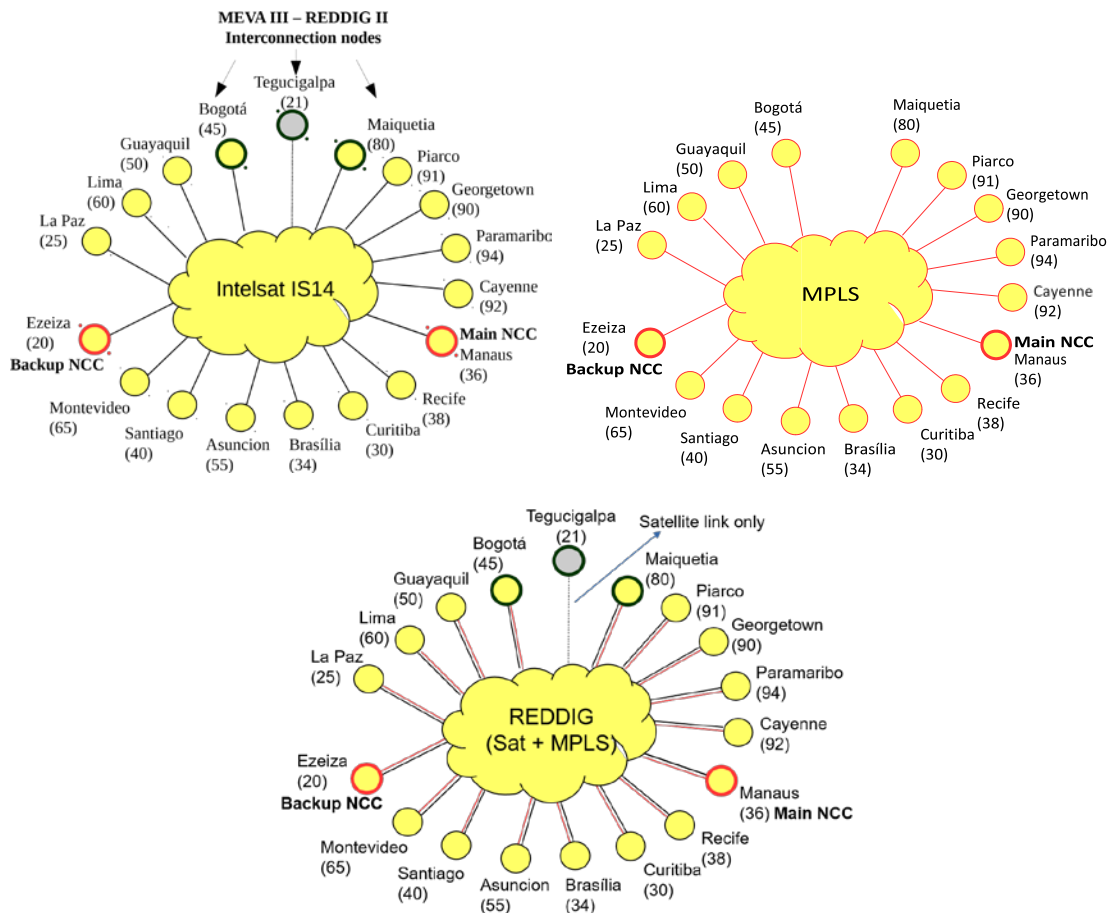 MEVA III – REDDIG II
Interconnection nodes
Tegucigalpa
(21)
Bogotá
(45)
Maiquetia
(80)
Guayaquil
(50)
Piarco
(91)
Lima
(60)
Georgetown
(90)
La Paz
(25)
Paramaribo
(94)
Intelsat IS14
Cayenne
(92)
Ezeiza
(20)
Backup NCC
Main NCC
Manaus
(36)
Montevideo
(65)
Recife
(38)
Santiago
(40)
Curitiba
(30)
Asuncion
(55)
Brasília
(34)
Bogotá
(45)
Maiquetia
(80)
Guayaquil
(50)
Piarco
(91)
Lima
(60)
Georgetown
(90)
La Paz
(25)
Paramaribo
(94)
MPLS
Cayenne
(92)
Ezeiza
(20)
Backup NCC
Main NCC
Manaus
(36)
Montevideo
(65)
Recife
(38)
Santiago
(40)
Curitiba
(30)
Asuncion
(55)
Brasília
(34)
Tegucigalpa
(21)
Satellite link only
Bogotá
(45)
Maiquetia
(80)
Guayaquil
(50)
Piarco
(91)
Lima
(60)
Georgetown
(90)
La Paz
(25)
Paramaribo
(94)
REDDIG
(Sat + MPLS)
Cayenne
(92)
Ezeiza
(20)
Backup NCC
Manaus
(36) Main NCC
Montevideo
(65)
Recife
(38)
Santiago
(40)
Curitiba
(30)
Asuncion
(55)
Brasília
(34)